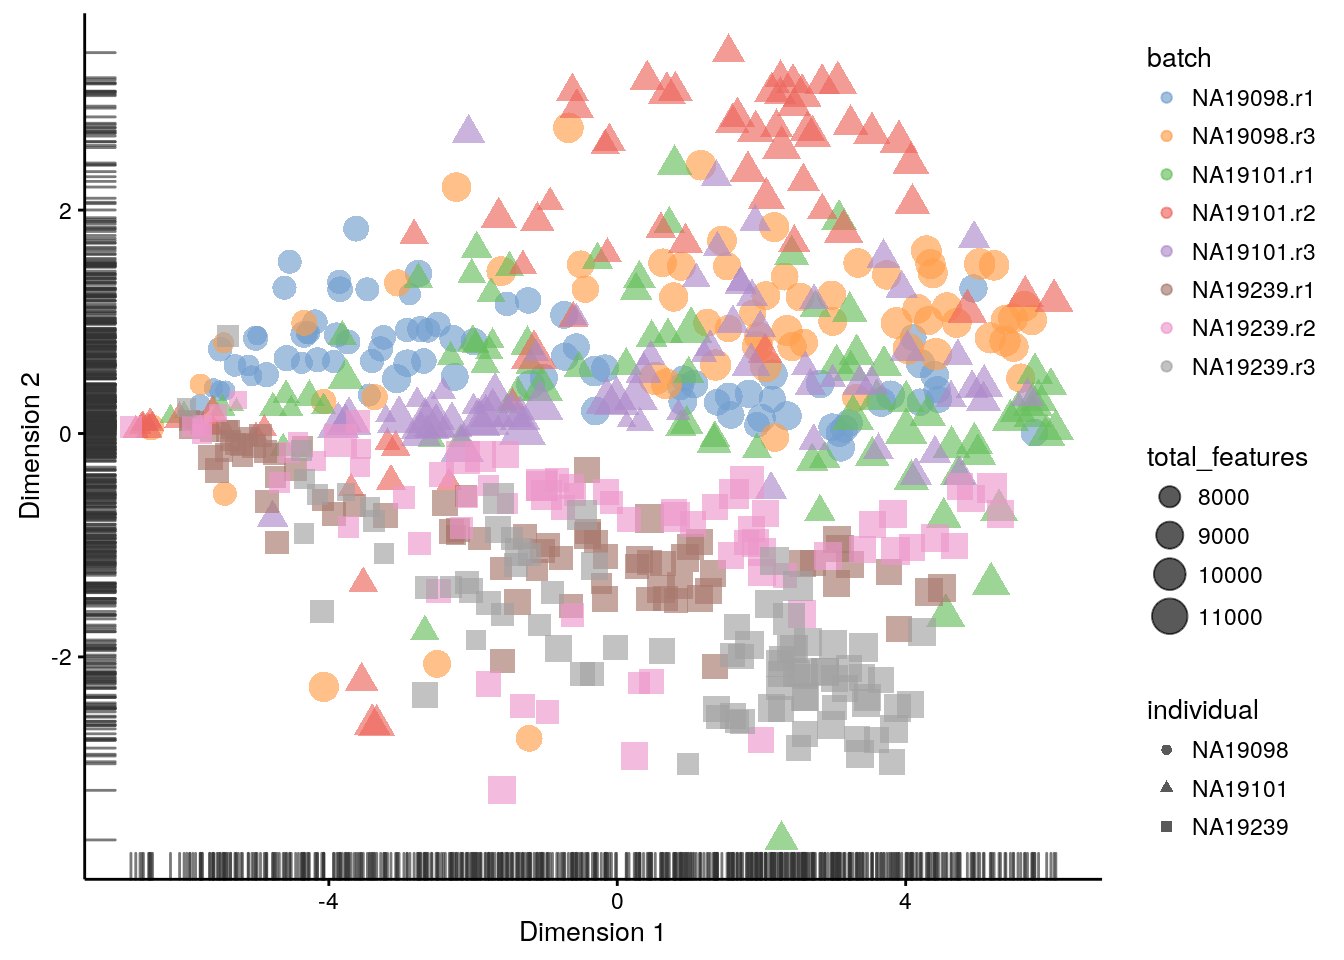 batch
NA19098.r1
NA19098.r3
NA19101.r1
NA19101.r2
NA19101.r3
NA19239.r1
NA19239.r2
NA19239.r3
total_features
8000
9000
10000
11000
individual
NA19098
NA19101
NA19239
2
0
-2
Dimension 2
-4
0
4
Dimension 1